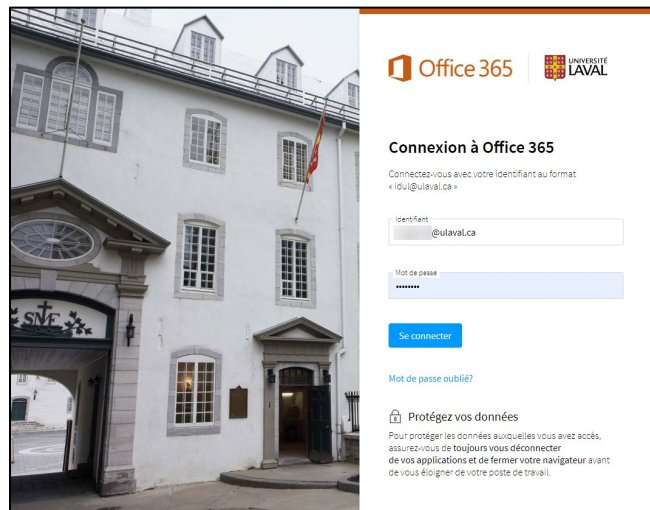 SME
Office 365
UNIVERSITÉ
LAVAL
Connexion à Office 365
Connectez-vous avec votre identifiant au format
« idul@ulaval.ca »
Identifiant
@ulaval.ca
Mot de passe
••••••••
Se connecter
Mot de passe oublié?
Protégez vos données
Pour protéger les données auxquelles vous avez accès,
assurez-vous de toujours vous déconnecter
de vos applications et de fermer votre navigateur avant
de vous éloigner de votre poste de travail.